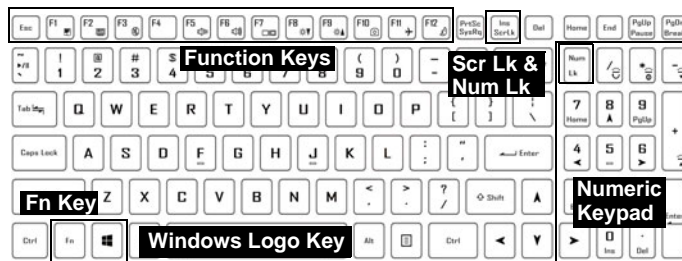 Esc F1 F2 F3 F4 F5 F6 F7 F8 F9 F10 F11 F12 PrtSc SysRq Ins ScrLk Del Home End PgUp Pause PgDn Break
Function Keys
! 1 @ 2 # 3 $ ( 9 ) 0 Scr Lk & Num Lk Num Lk / *
Tab Q W E R T Y U I O P { [ } ] \ 7 Home 8 9 PgUp +
Caps Lock A S D F G H J K L : ; " ' Enter 4 5 6
Fn Key Z X C V B N M < , > . ? / Shift Numeric Keypad Enter
Ctrl Fn Windows Logo Key Alt Ctrl 0 Ins . Del